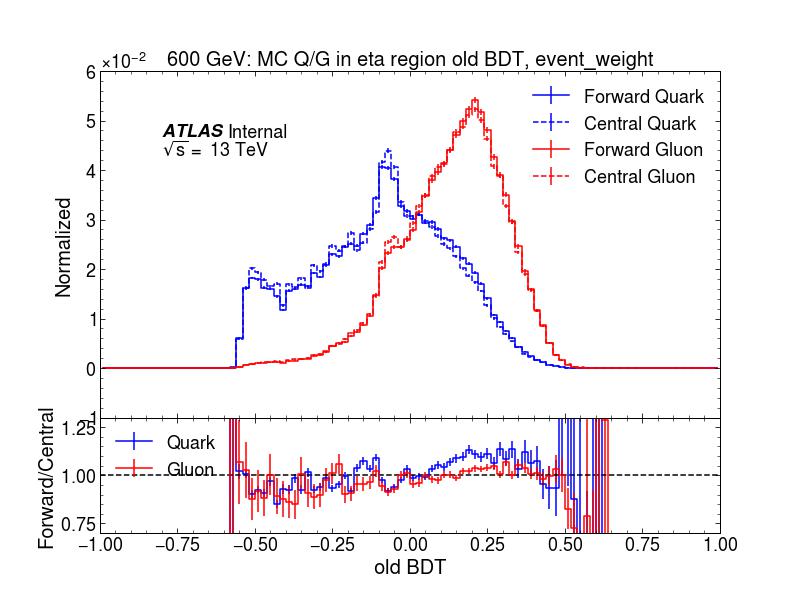 ×10⁻² 600 GeV: MC Q/G in eta region old BDT, event_weight
6
5
4
3
2
1
0
−1
Normalized
ATLAS Internal
√s = 13 TeV
Forward Quark
Central Quark
Forward Gluon
Central Gluon
1.25
1.00
0.75
Forward/Central
Quark
Gluon
−1.00 −0.75 −0.50 −0.25 0.00 0.25 0.50 0.75 1.00
old BDT